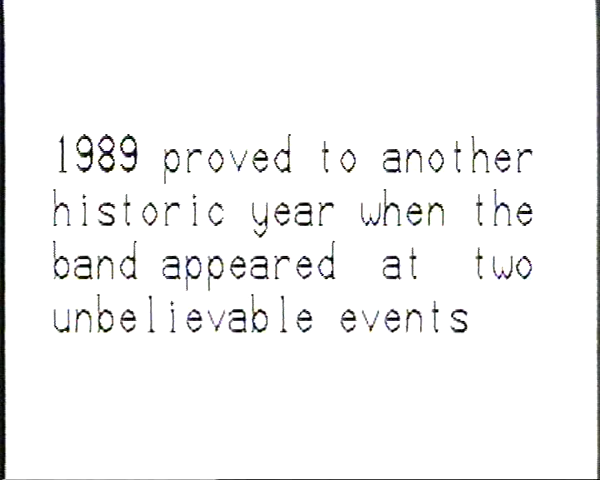 1989 proved to another
historic year when the
band appeared at two
unbelievable events